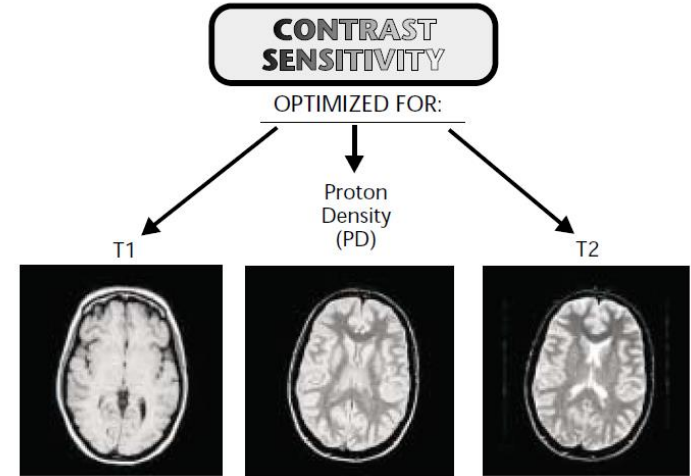 CONTRAST
SENSITIVITY
OPTIMIZED FOR:
Proton
Density
(PD)
T1
T2